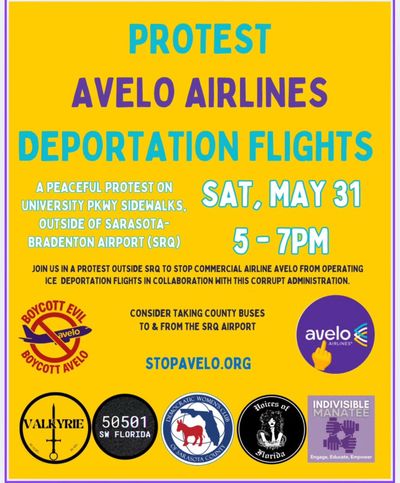 PROTEST
AVELO AIRLINES
DEPORTATION FLIGHTS
A PEACEFUL PROTEST ON
UNIVERSITY PKWY SIDEWALKS,
OUTSIDE OF SARASOTA-
BRADENTON AIRPORT (SRQ)
SAT, MAY 31
5 - 7PM
JOIN US IN A PROTEST OUTSIDE SRQ TO STOP COMMERCIAL AIRLINE AVELO FROM OPERATING
ICE DEPORTATION FLIGHTS IN COLLABORATION WITH THIS CORRUPT ADMINISTRATION.
BOYCOTT EVIL
avelo
BOYCOTT AVELO
CONSIDER TAKING COUNTY BUSES
TO & FROM THE SRQ AIRPORT
STOPAVELO.ORG
avelo
AIRLINES
VALKYRIE
50501
SW FLORIDA
DEMOCRATIC WOMEN'S CLUB
OF SARASOTA COUNTY
Voices of
Florida
INDIVISIBLE
MANATEE
Engage, Educate, Empower